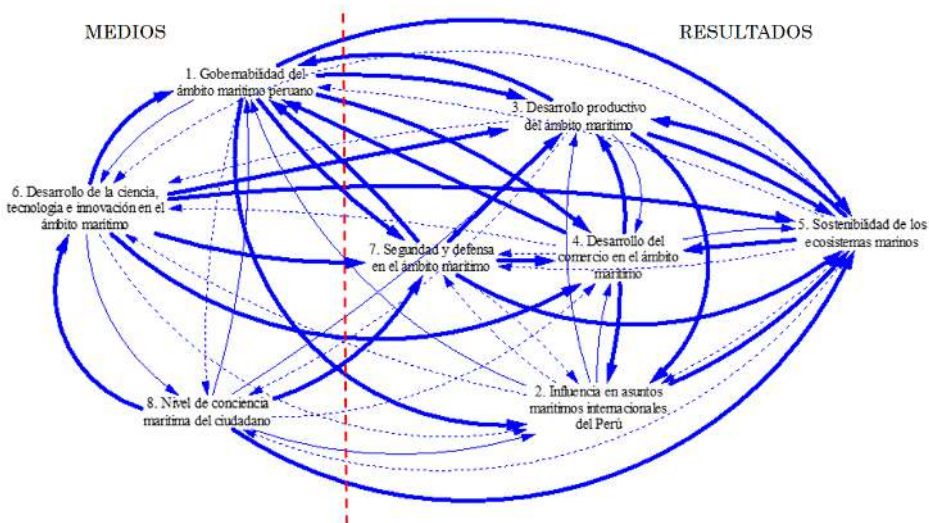 MEDIOS
RESULTADOS
1. Gobernabilidad del
ámbito marítimo peruano
3. Desarrollo productivo
del ámbito marítimo
6. Desarrollo de la ciencia,
tecnología e innovación en el
ámbito marítimo
7. Seguridad y defensa
en el ámbito marítimo
4. Desarrollo del
comercio en el ámbito
marítimo
5. Sostenibilidad de los
ecosistemas marinos
8. Nivel de conciencia
marítima del ciudadano
2. Influencia en asuntos
marítimos internacionales
del Perú